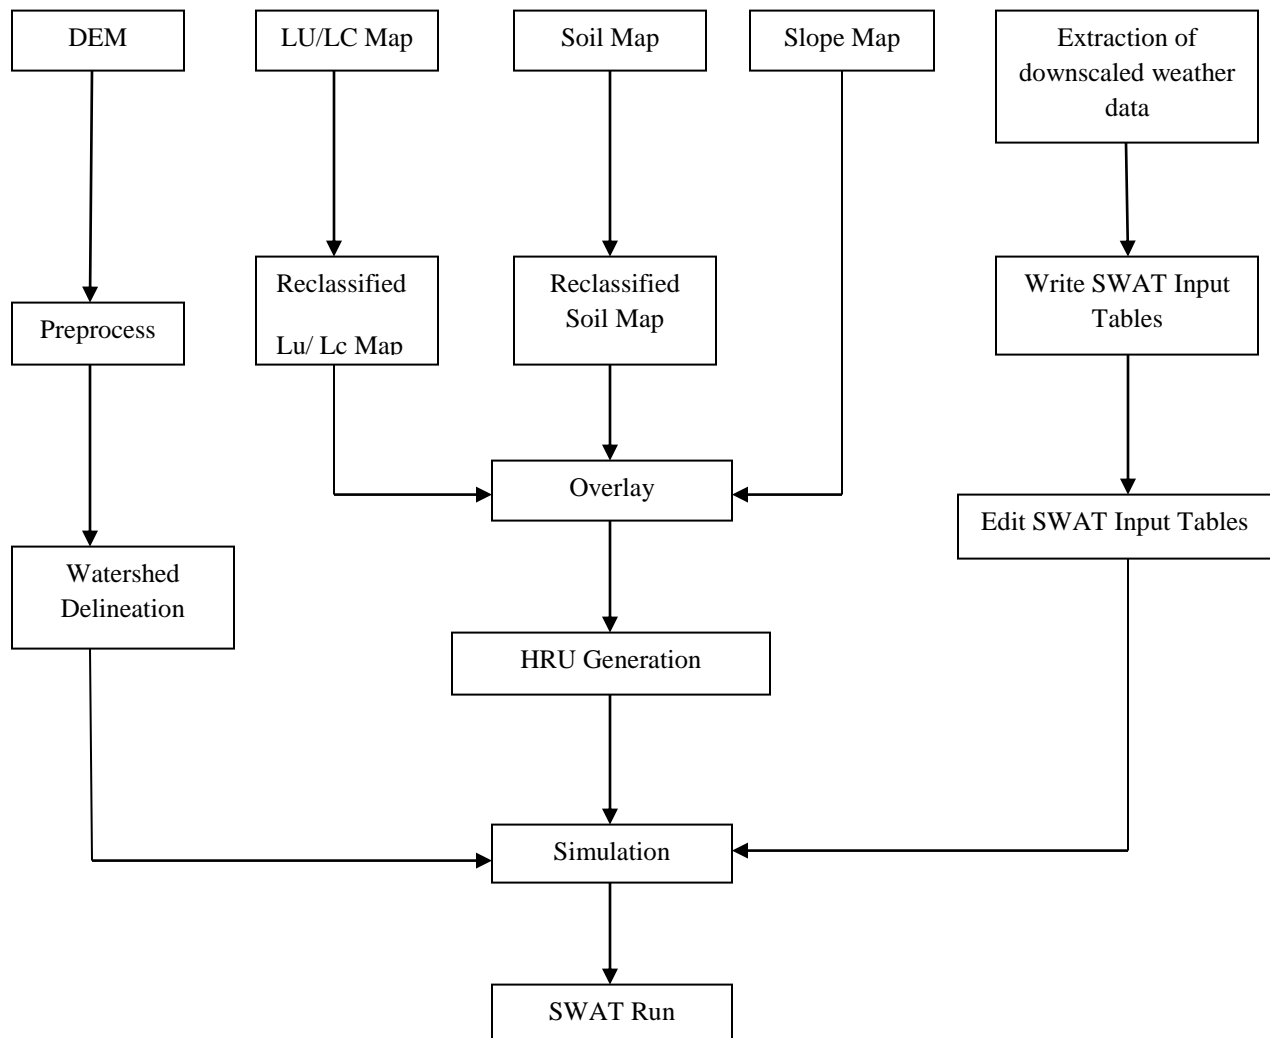 DEM
LU/LC Map
Soil Map
Slope Map
Extraction of
downscaled weather
data
Reclassified
Lu/ Lc Map
Reclassified
Soil Map
Write SWAT Input
Tables
Preprocess
Overlay
Edit SWAT Input Tables
Watershed
Delineation
HRU Generation
Simulation
SWAT Run